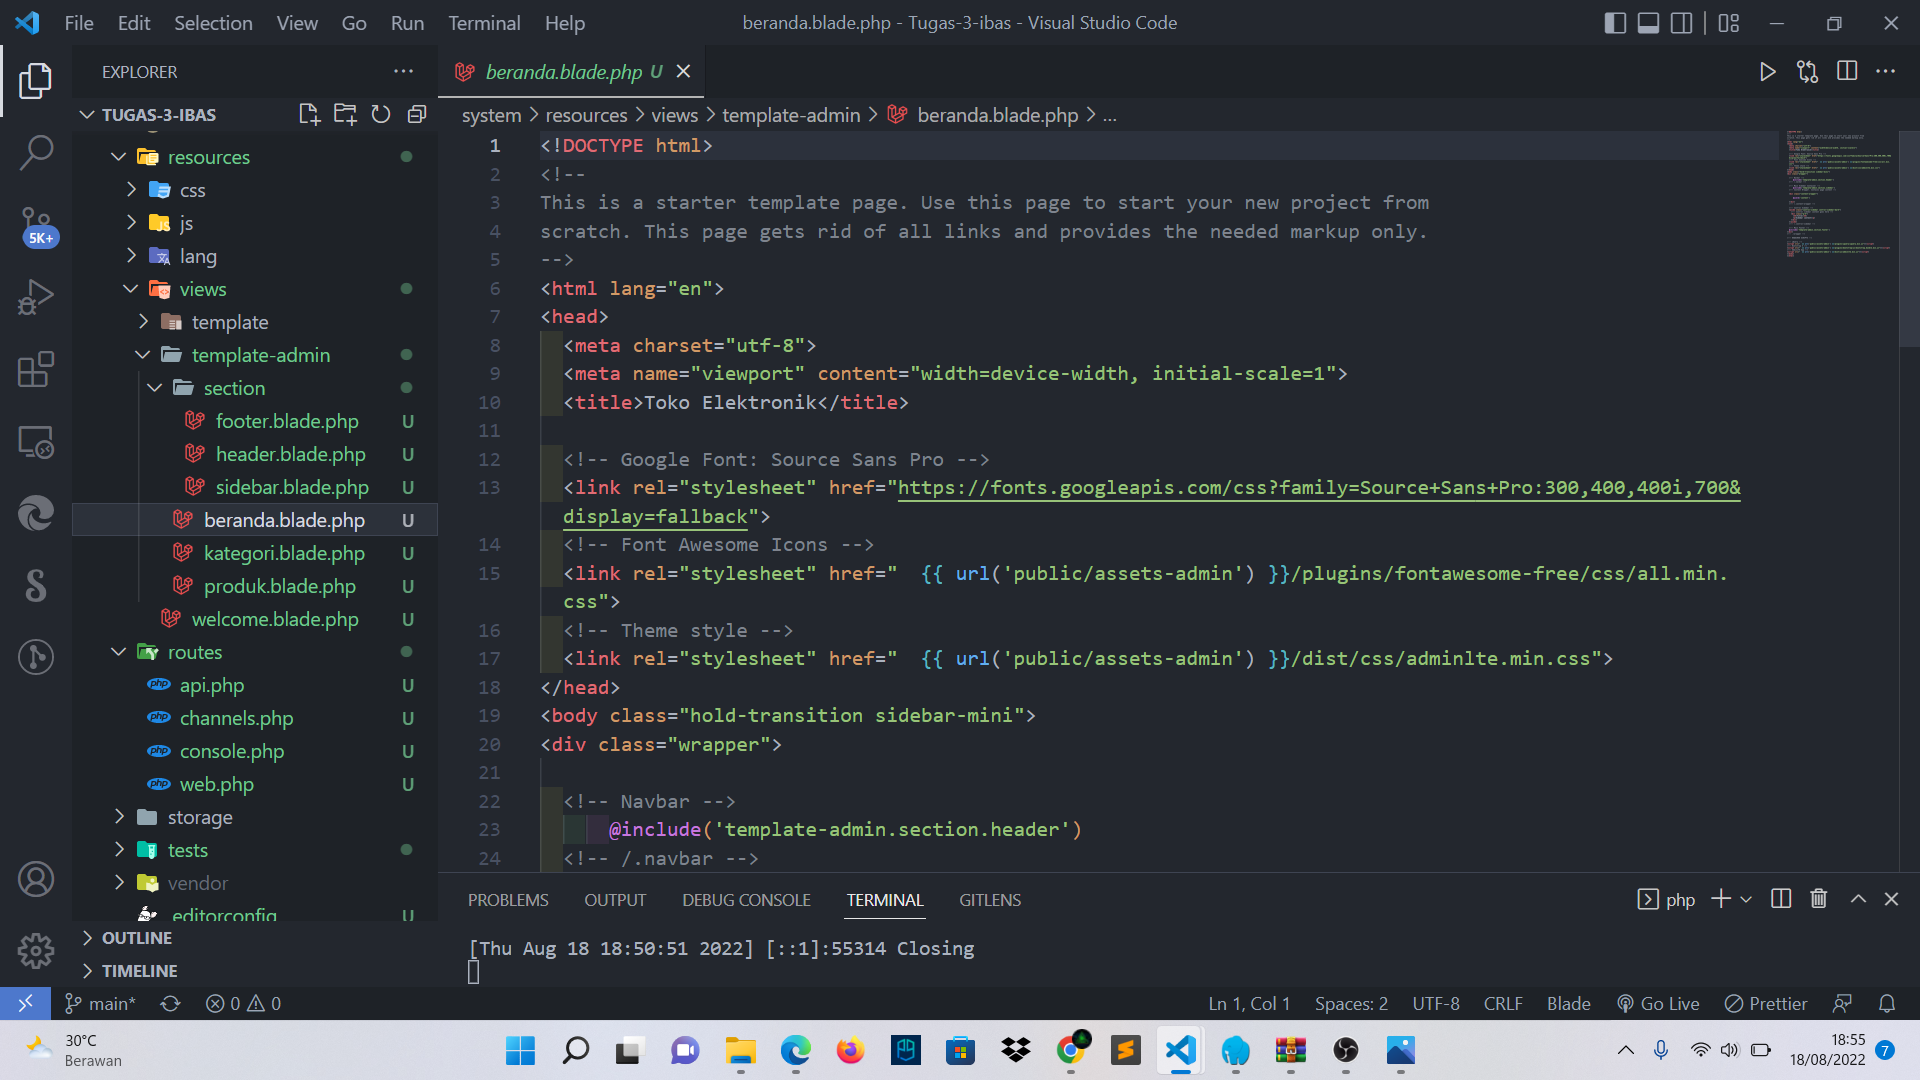 File Edit Selection View Go Run Terminal Help
beranda.blade.php - Tugas-3-ibas - Visual Studio Code
EXPLORER
TUGAS-3-IBAS
resources
css
js
lang
views
template
template-admin
section
footer.blade.php U
header.blade.php U
sidebar.blade.php U
beranda.blade.php U
kategori.blade.php U
produk.blade.php U
welcome.blade.php U
routes
api.php U
channels.php U
console.php U
web.php U
storage
tests
vendor
.editorconfig U
OUTLINE
TIMELINE
5K+
beranda.blade.php U
system > resources > views > template-admin > beranda.blade.php > ...
1 <!DOCTYPE html>
2 <!--
3 This is a starter template page. Use this page to start your new project from
4 scratch. This page gets rid of all links and provides the needed markup only.
5 -->
6 <html lang="en">
7 <head>
8 <meta charset="utf-8">
9 <meta name="viewport" content="width=device-width, initial-scale=1">
10 <title>Toko Elektronik</title>
11
12 <!-- Google Font: Source Sans Pro -->
13 <link rel="stylesheet" href="https://fonts.googleapis.com/css?family=Source+Sans+Pro:300,400,400i,700&
display=fallback">
14 <!-- Font Awesome Icons -->
15 <link rel="stylesheet" href="  {{ url('public/assets-admin') }}/plugins/fontawesome-free/css/all.min.
css">
16 <!-- Theme style -->
17 <link rel="stylesheet" href="  {{ url('public/assets-admin') }}/dist/css/adminlte.min.css">
18 </head>
19 <body class="hold-transition sidebar-mini">
20 <div class="wrapper">
21
22 <!-- Navbar -->
23 @include('template-admin.section.header')
24 <!-- /.navbar -->
PROBLEMS OUTPUT DEBUG CONSOLE TERMINAL GITLENS
php
[Thu Aug 18 18:50:51 2022] [::1]:55314 Closing
main* 0 0
Ln 1, Col 1 Spaces: 2 UTF-8 CRLF Blade Go Live Prettier
30°C
Berawan
18:55
18/08/2022
7